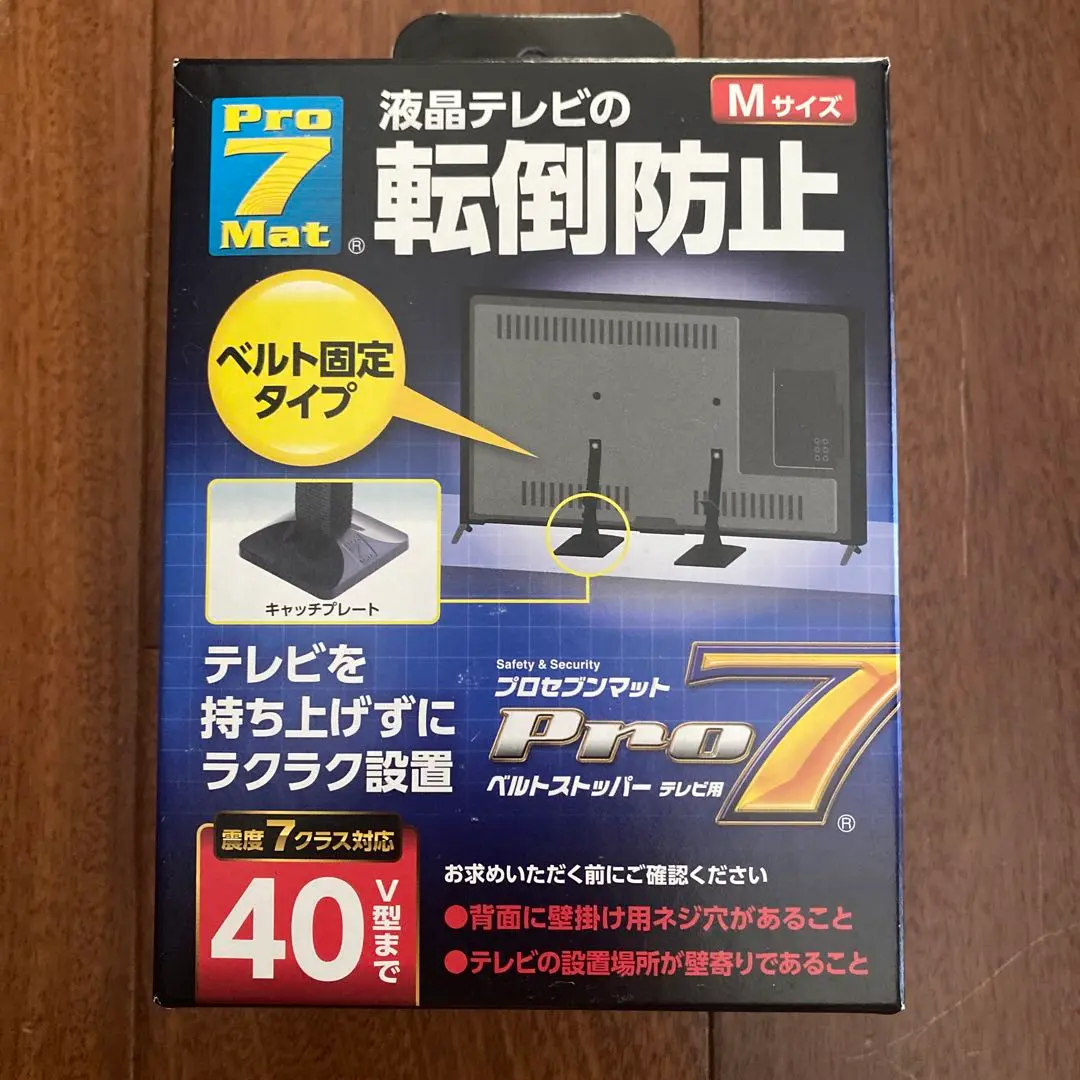 Pro
7
Mat
®
液晶テレビの
転倒防止
Mサイズ
ベルト固定
タイプ
キャッチプレート
テレビを
持ち上げずに
ラクラク設置
Safety & Security
プロセブンマット
Pro7
®
ベルトストッパー テレビ用
震度7クラス対応
40V型まで
お求めいただく前にご確認ください
●背面に壁掛け用ネジ穴があること
●テレビの設置場所が壁寄りであること